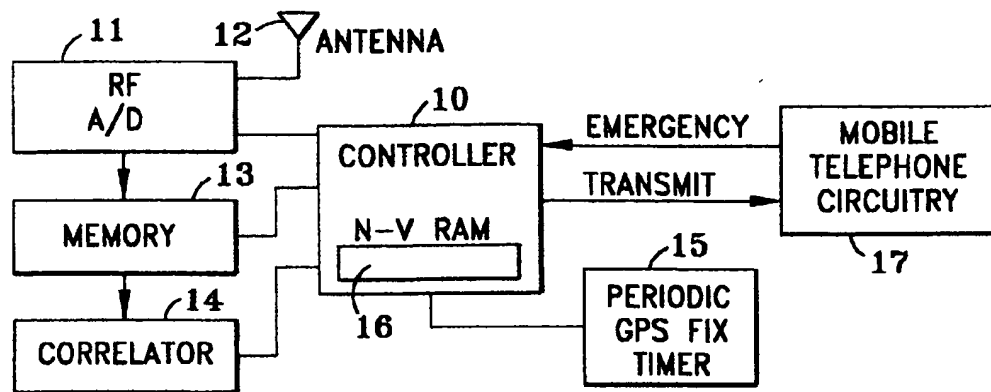 11
12
ANTENNA
RF
A/D
10
CONTROLLER
EMERGENCY
TRANSMIT
MOBILE
TELEPHONE
CIRCUITRY
17
13
MEMORY
N-V RAM
16
15
PERIODIC
GPS FIX
TIMER
14
CORRELATOR